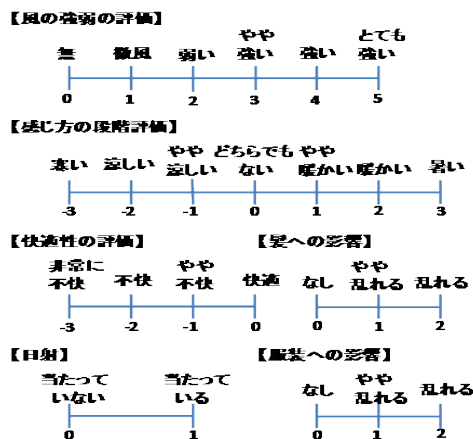 【風の強弱の評価】
やや とても
無 微風 弱い 強い 強い 強い
0 1 2 3 4 5
【感じ方の段階評価】
やや どちらでも やや
寒い 涼しい 涼しい ない 暖かい 暖かい 暑い
-3 -2 -1 0 1 2 3
【快適性の評価】 【髪への影響】
非常に やや やや
不快 不快 不快 快適 なし 乱れる 乱れる
-3 -2 -1 0 0 1 2
【日射】 【服装への影響】
当たって 当たって やや
いない いる なし 乱れる 乱れる
0 1 0 1 2